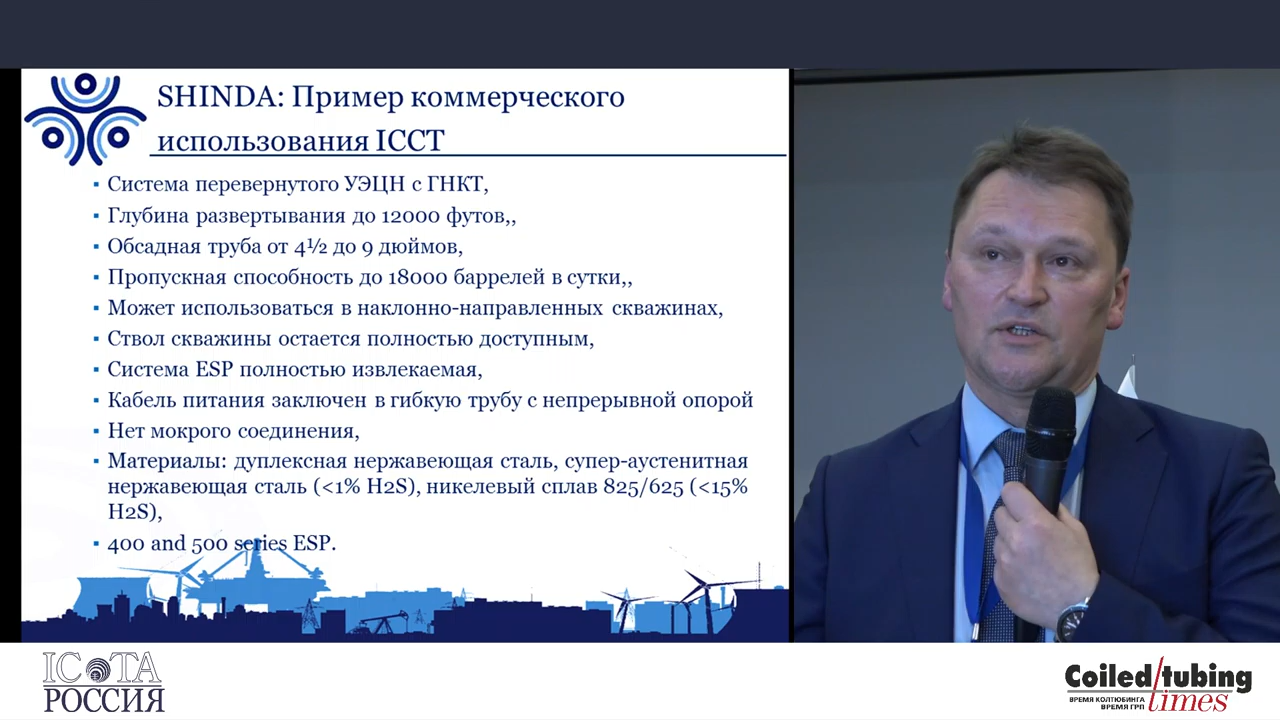 SHINDA: Пример коммерческого
использования ICCT
Система перевернутого УЭЦН с ГНКТ,
Глубина развертывания до 12000 футов,,
Обсадная труба от 4½ до 9 дюймов,
Пропускная способность до 18000 баррелей в сутки,,
Может использоваться в наклонно-направленных скважинах,
Ствол скважины остается полностью доступным,
Система ESP полностью извлекаемая,
Кабель питания заключен в гибкую трубу с непрерывной опорой
Нет мокрого соединения,
Материалы: дуплексная нержавеющая сталь, супер-аустенитная
нержавеющая сталь (<1% H2S), никелевый сплав 825/625 (<15%
H2S),
400 and 500 series ESP.
ICOTA
РОССИЯ
Coiled/tubing
times
ВРЕМЯ КОЛТЮБИНГА
ВРЕМЯ ГРП